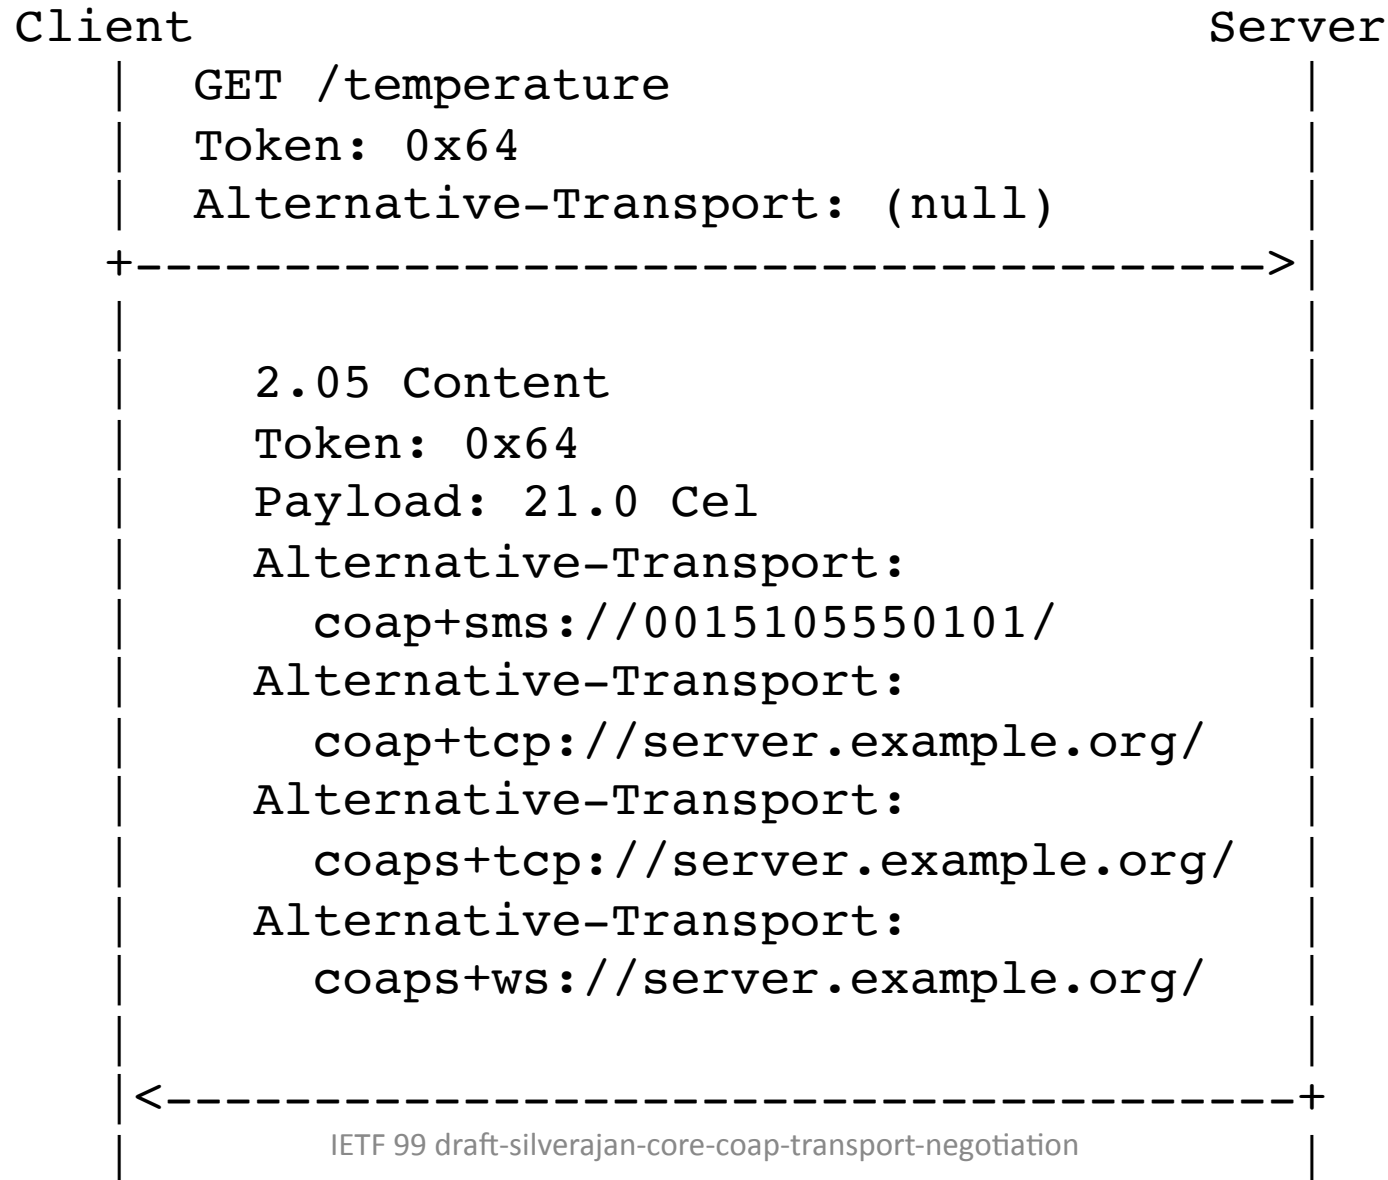 Client Server
| GET /temperature |
| Token: 0x64 |
| Alternative-Transport: (null) |
+--------------------------------------->|
| |
| 2.05 Content |
| Token: 0x64 |
| Payload: 21.0 Cel |
| Alternative-Transport: |
| coap+sms://0015105550101/ |
| Alternative-Transport: |
| coap+tcp://server.example.org/ |
| Alternative-Transport: |
| coaps+tcp://server.example.org/ |
| Alternative-Transport: |
| coaps+ws://server.example.org/ |
| |
|<---------------------------------------+
| IETF 99 draft-silverajan-core-coap-transport-negotiation |